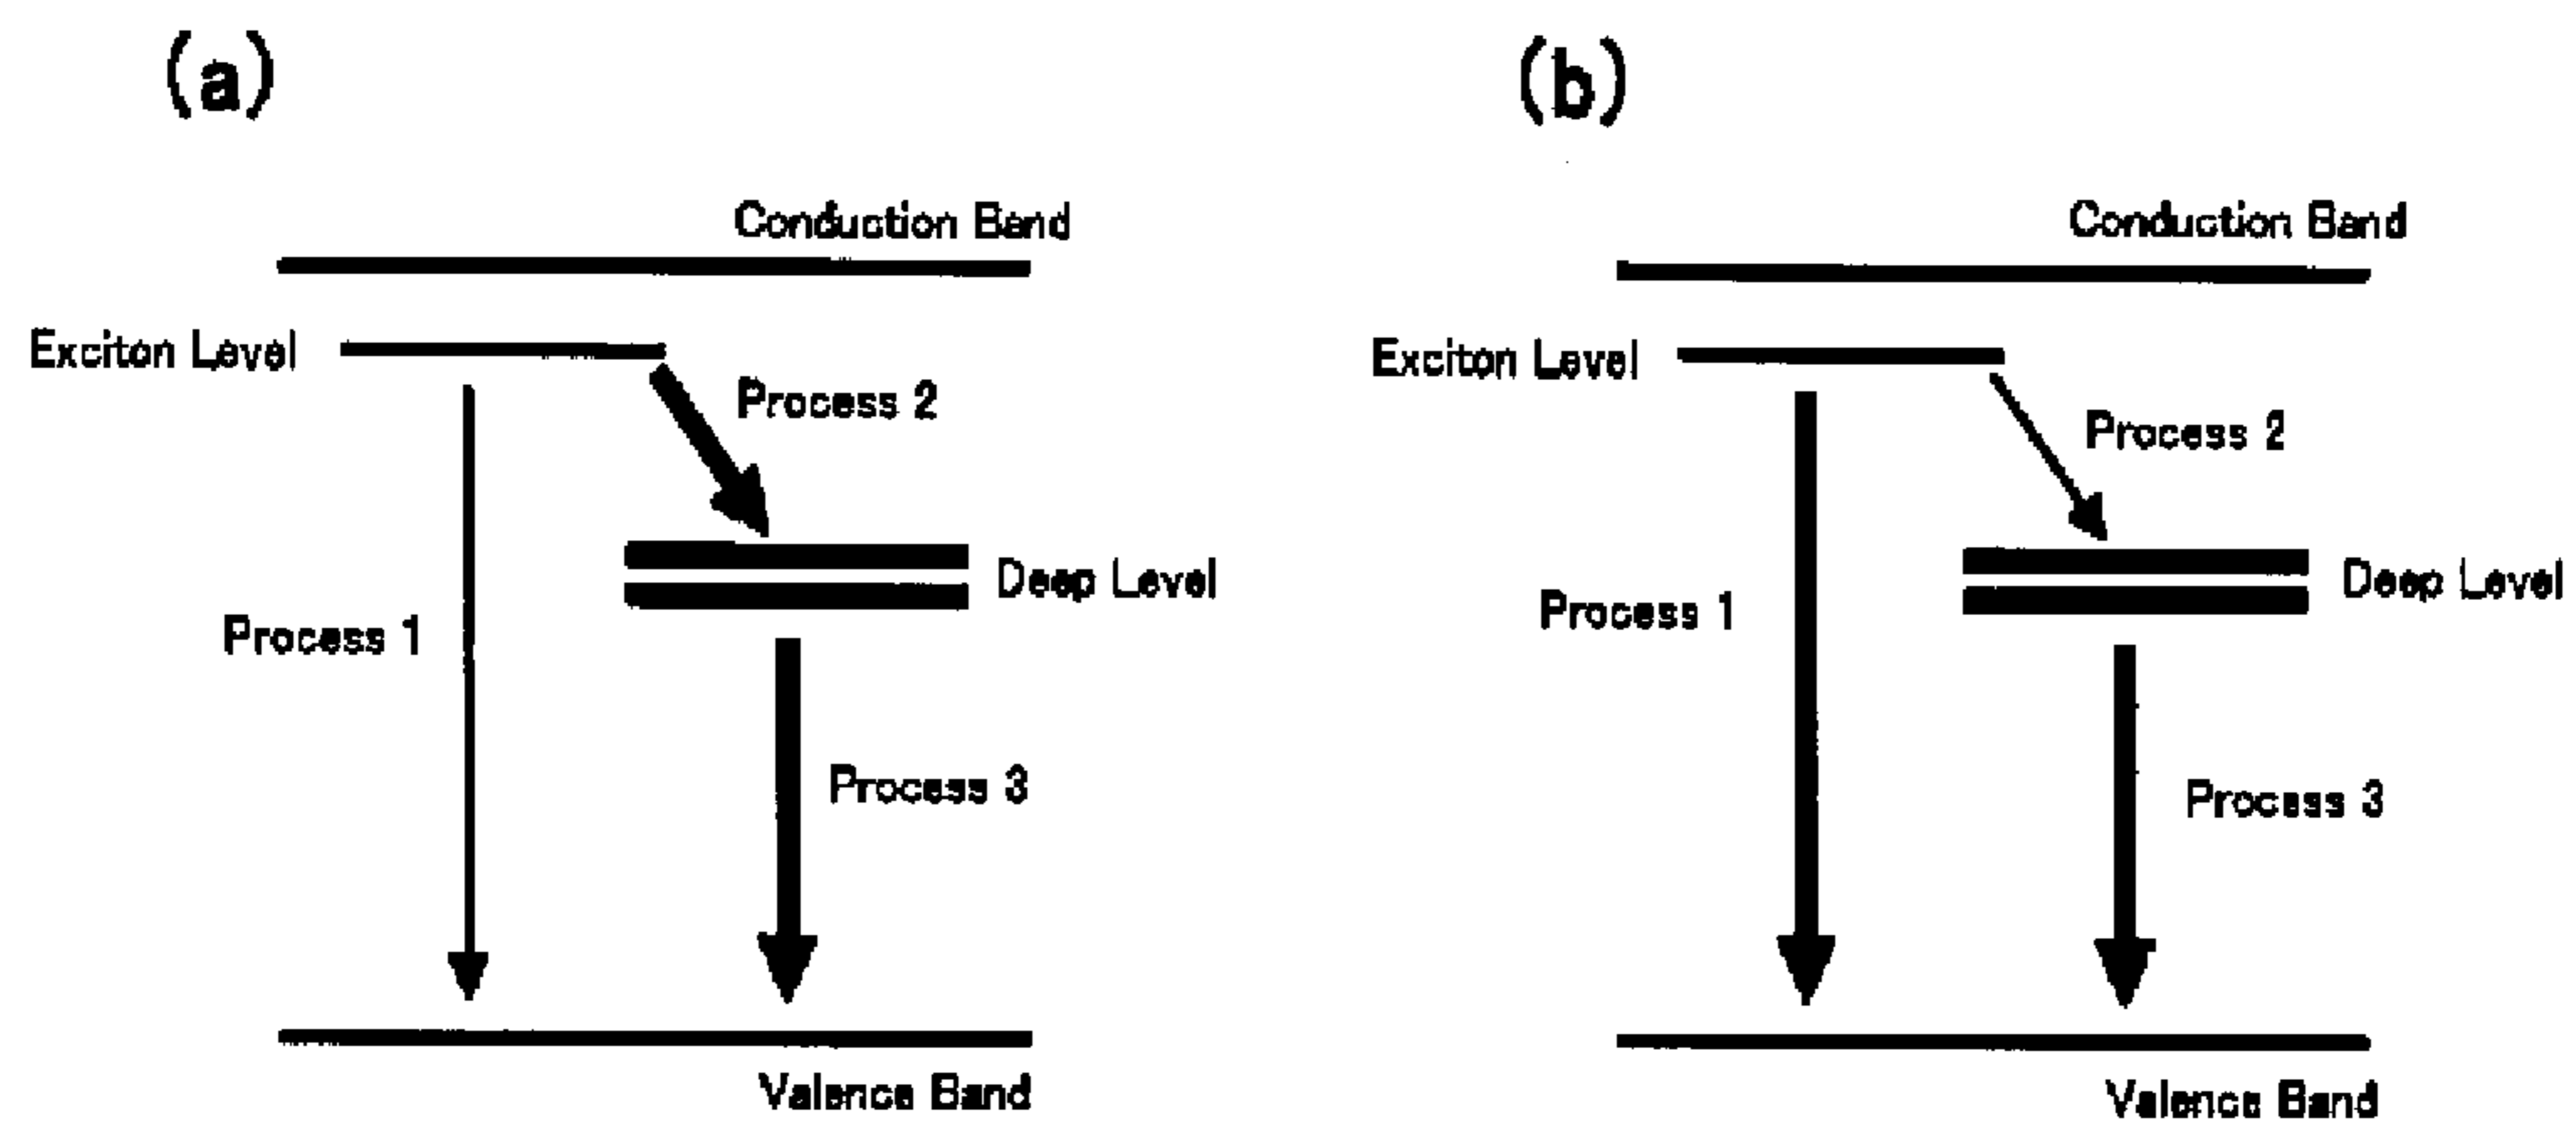 (a)
Conduction Band
Exciton Level
Process 2
Deep Level
Process 1
Process 3
Valence Band
(b)
Conduction Band
Exciton Level
Process 2
Deep Level
Process 1
Process 3
Valence Band